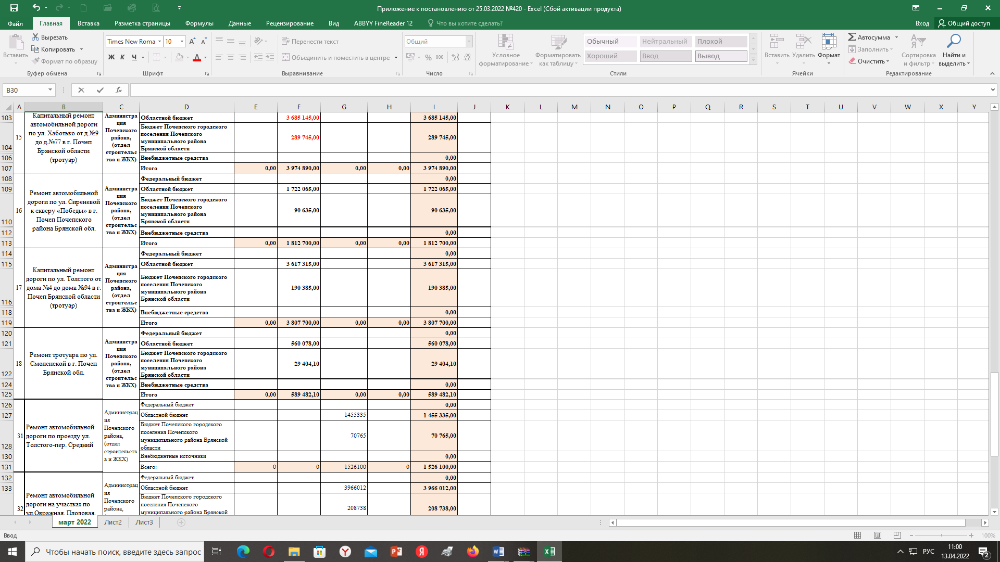 Приложение к постановлению от 25.03.2022 №420 - Excel (Сбой активации продукта)
Файл Главная Вставка Разметка страницы Формулы Данные Рецензирование Вид ABBYY FineReader 12 Что вы хотите сделать? Вход Общий доступ
Вставить
Вырезать
Копировать
Формат по образцу
Буфер обмена
Times New Roma 10
Ж К Ч
Шрифт
Перенести текст
Объединить и поместить в центре
Выравнивание
Общий
% 000
Число
Условное форматирование
Форматировать как таблицу
Обычный Нейтральный Плохой
Хороший Ввод Вывод
Стили
Вставить Удалить Формат
Ячейки
Автосумма
Заполнить
Очистить
Сортировка и фильтр
Найти и выделить
Редактирование
B30
A B C D E F G H I J K L M N O P Q R S T U V W X Y
15
Капитальный ремонт
автомобильной дороги
по ул. Хаботько от д.№9
до д.№77 в г. Почеп
Брянской области
(тротуар)
Администра
ция
Почепского
района,
(отдел
строительс
тва и ЖКХ)
103 Областной бюджет 3 685 145,00 3 685 145,00
104 Бюджет Почепского городского
поселения Почепского
муниципального района
Брянской области 289 745,00 289 745,00
106 Внебюджетные средства 0,00
107 Итого 0,00 3 974 890,00 0,00 0,00 3 974 890,00
16
Ремонт автомобильной
дороги по ул. Сиреневой
к скверу «Победы» в г.
Почеп Почепского
района Брянской обл.
Администра
ция
Почепского
района,
(отдел
строительс
тва и ЖКХ)
108 Федеральный бюджет 0,00
109 Областной бюджет 1 722 065,00 1 722 065,00
110 Бюджет Почепского городского
поселения Почепского
муниципального района
Брянской области 90 635,00 90 635,00
112 Внебюджетные средства 0,00
113 Итого 0,00 1 812 700,00 0,00 0,00 1 812 700,00
17
Капитальный ремонт
дороги по ул. Толстого от
дома №4 до дома №94 в г.
Почеп Брянской области
(тротуар)
Администра
ция
Почепского
района,
(отдел
строительс
тва и ЖКХ)
114 Федеральный бюджет 0,00
115 Областной бюджет 3 617 315,00 3 617 315,00
116 Бюджет Почепского городского
поселения Почепского
муниципального района
Брянской области 190 385,00 190 385,00
118 Внебюджетные средства 0,00
119 Итого 0,00 3 807 700,00 0,00 0,00 3 807 700,00
18
Ремонт тротуара по ул.
Смоленской в г. Почеп
Брянской обл.
Администра
ция
Почепского
района,
(отдел
строительс
тва и ЖКХ)
120 Федеральный бюджет 0,00
121 Областной бюджет 560 078,00 560 078,00
122 Бюджет Почепского городского
поселения Почепского
муниципального района
Брянской области 29 404,10 29 404,10
124 Внебюджетные средства 0,00
125 Итого 0,00 589 482,10 0,00 0,00 589 482,10
31
Ремонт автомобильной
дороги по проезду ул.
Толстого-пер. Средний
Администрац
ия
Почепского
района,
(отдел
строительств
а и ЖКХ)
126 Федеральный бюджет 0,00
127 Областной бюджет 1455335 1 455 335,00
128 Бюджет Почепского городского
поселения Почепского
муниципального района Брянской
области 70765 70 765,00
130 Внебюджетные источники 0,00
131 Всего: 0 0 1526100 0 1 526 100,00
32
Ремонт автомобильной
дороги на участках по
ул.Овражная, Плодовая,
Администрац
ия
Почепского
района,
132 Федеральный бюджет 0,00
133 Областной бюджет 3966012 3 966 012,00
Бюджет Почепского городского
поселения Почепского
муниципального района Брянской 208738 208 738,00
март 2022 Лист2 Лист3
Ввод 100%
Чтобы начать поиск, введите здесь запрос
РУС 11:00
13.04.2022
2